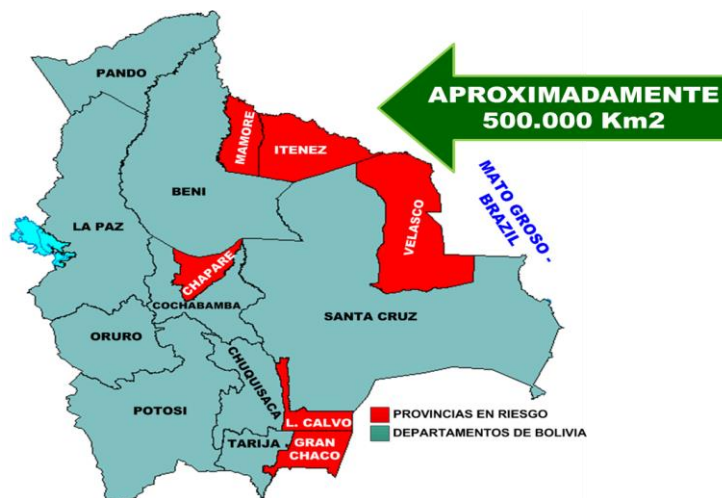 PANDO
APROXIMADAMENTE
500.000 Km2
MAMORE
ITENEZ
BENI
MATO GROSO -
BRAZIL
LA PAZ
VELASCO
CHAPARE
COCHABAMBA
SANTA CRUZ
ORURO
CHUQUISACA
POTOSI
L. CALVO
PROVINCIAS EN RIESGO
TARIJA
GRAN
CHACO
DEPARTAMENTOS DE BOLIVIA